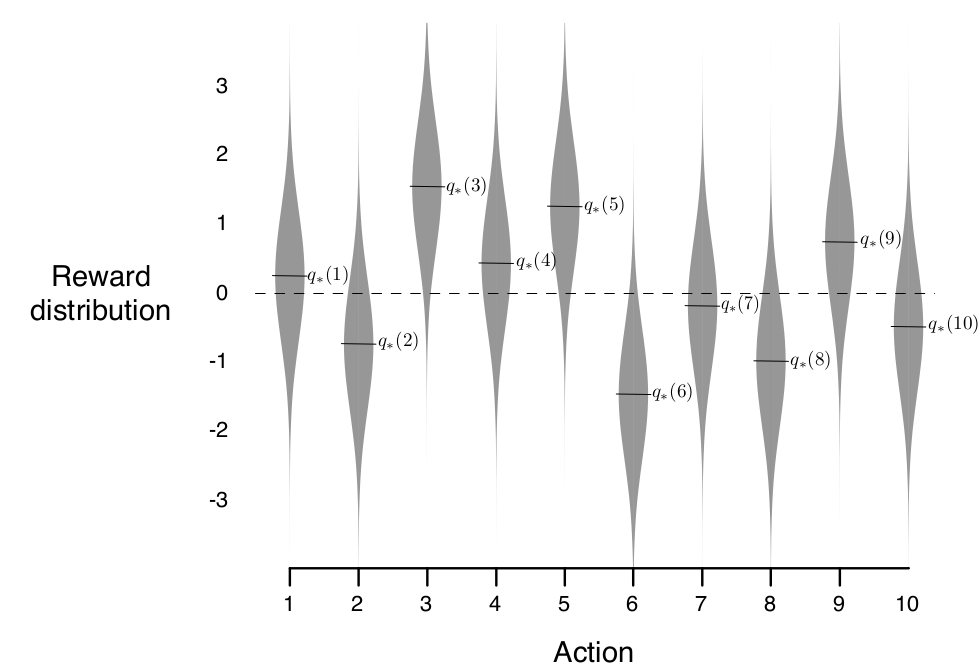 3
2
1
0
-1
-2
-3
Reward
distribution
q∗(1)
q∗(2)
q∗(3)
q∗(4)
q∗(5)
q∗(6)
q∗(7)
q∗(8)
q∗(9)
q∗(10)
1 2 3 4 5 6 7 8 9 10
Action